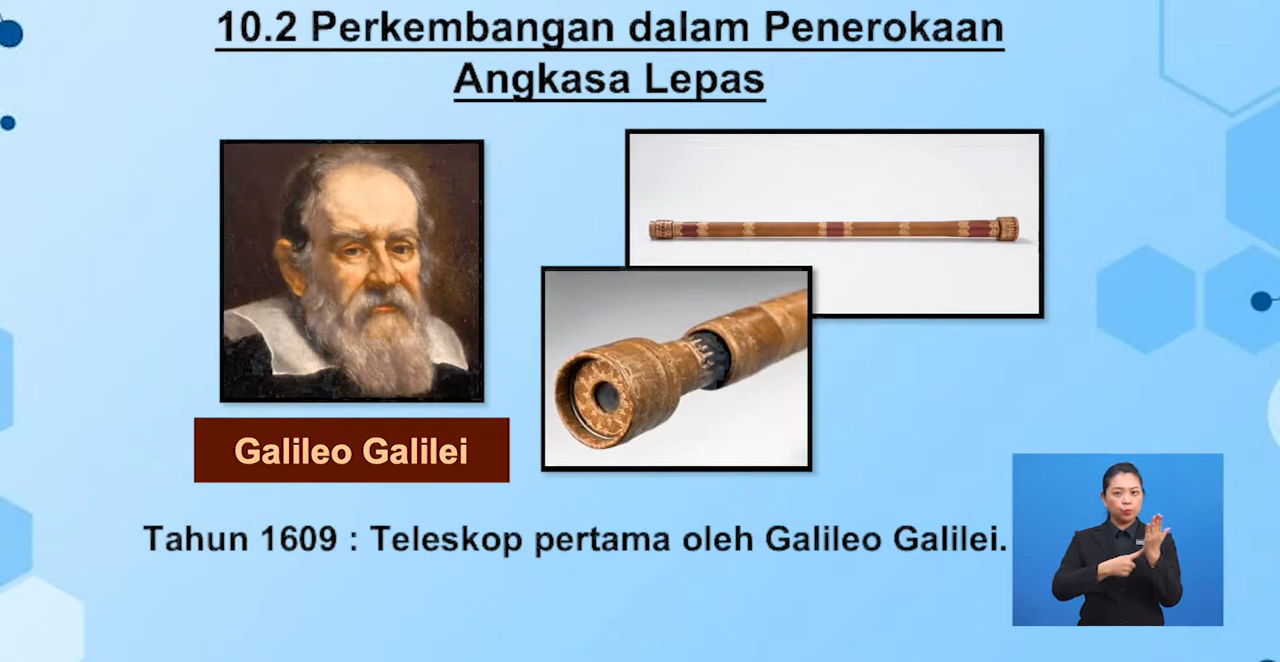 10.2 Perkembangan dalam Penerokaan
Angkasa Lepas
Galileo Galilei
Tahun 1609 : Teleskop pertama oleh Galileo Galilei.